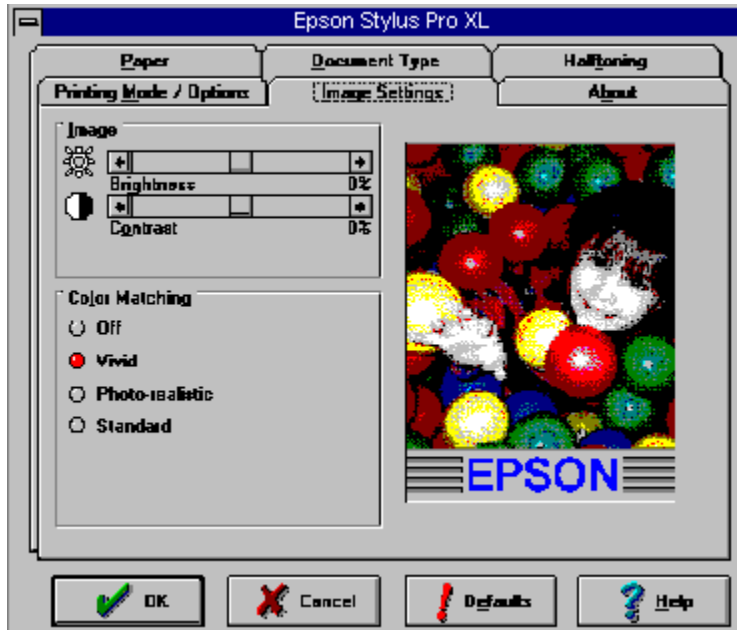 Epson Stylus Pro XL
Paper Document Type Halftoning
Printing Mode / Options Image Settings About
Image
Brightness 0%
Contrast 0%
Color Matching
Off
Vivid
Photo-realistic
Standard
EPSON
OK Cancel Defaults Help